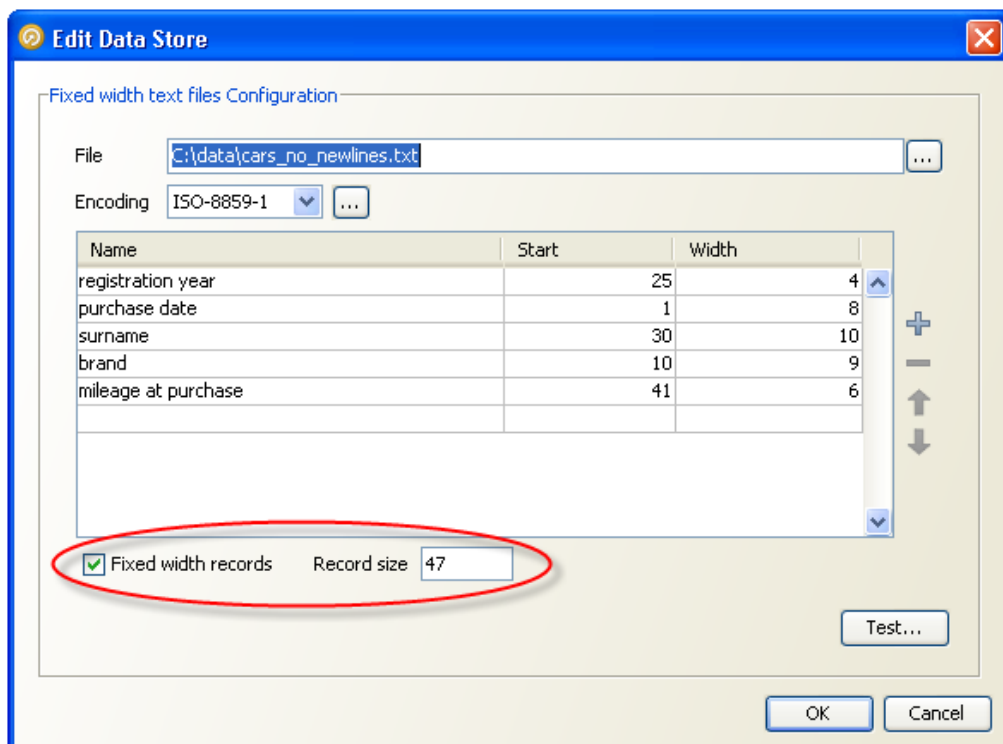 Edit Data Store
Fixed width text files Configuration
File C:\data\cars_no_newlines.txt ...
Encoding ISO-8859-1 ...
Name Start Width
registration year 25 4
purchase date 1 8
surname 30 10
brand 10 9
mileage at purchase 41 6
Fixed width records Record size 47
Test...
OK Cancel